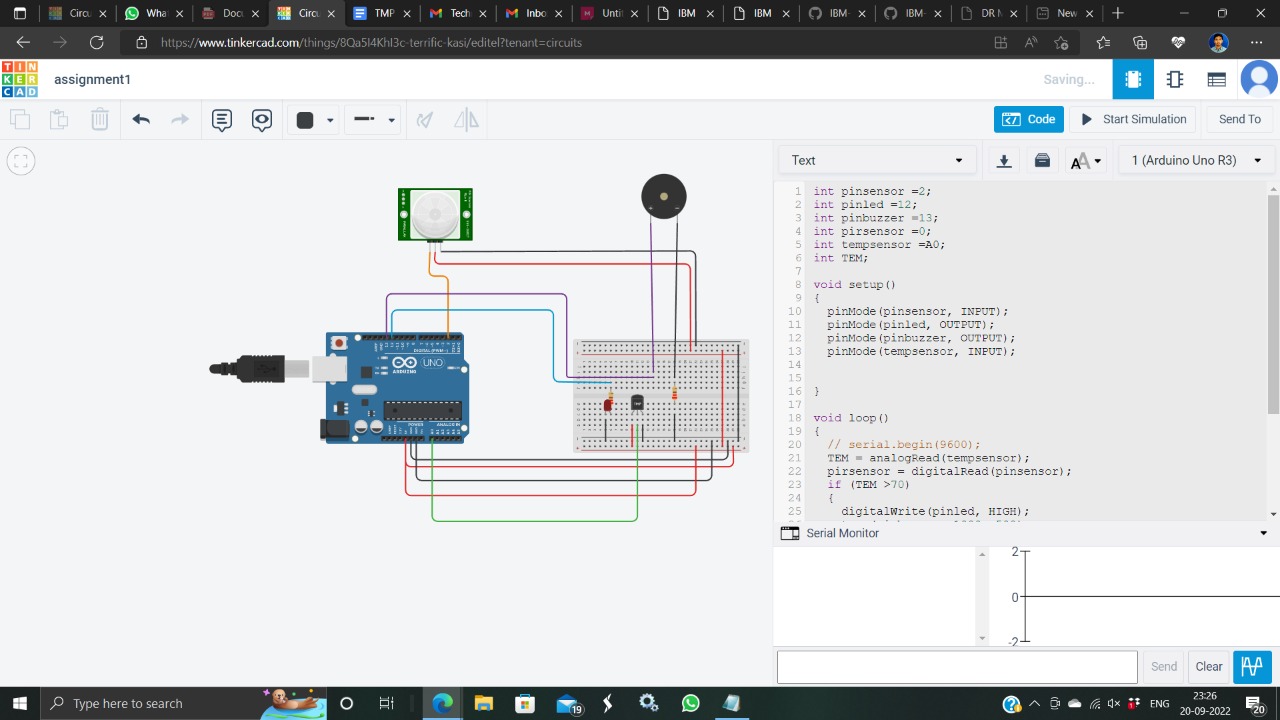 Circ
Wha
Docu
Circu
TMP
Tech
Inbo
Unti
IBM
IBM
IBM-
IBM-
DR N
New
https://www.tinkercad.com/things/8Qa5I4KhI3c-terrific-kasi/editel?tenant=circuits
TIN
KER
CAD
assignment1
Saving...
Code
Start Simulation
Send To
Text
1 (Arduino Uno R3)
1 int pinsensor =2;
2 int pinled =12;
3 int pinbuzzer =13;
4 int pirsensor =0;
5 int tempsensor =A0;
6 int TEM;
7
8 void setup()
9 {
10 pinMode(pinsensor, INPUT);
11 pinMode(pinled, OUTPUT);
12 pinMode(pinbuzzer, OUTPUT);
13 pinMode(tempsensor, INPUT);
14
15
16 }
17
18 void loop()
19 {
20 // serial.begin(9600);
21 TEM = analogRead(tempsensor);
22 pirsensor = digitalRead(pinsensor);
23 if (TEM >70)
24 {
25 digitalWrite(pinled, HIGH);
DIGITAL (PWM~)
UNO
ARDUINO
POWER
ANALOG IN
TMP
Serial Monitor
2
0
-2
Send
Clear
Type here to search
19
ENG
23:26
20-09-2022
20